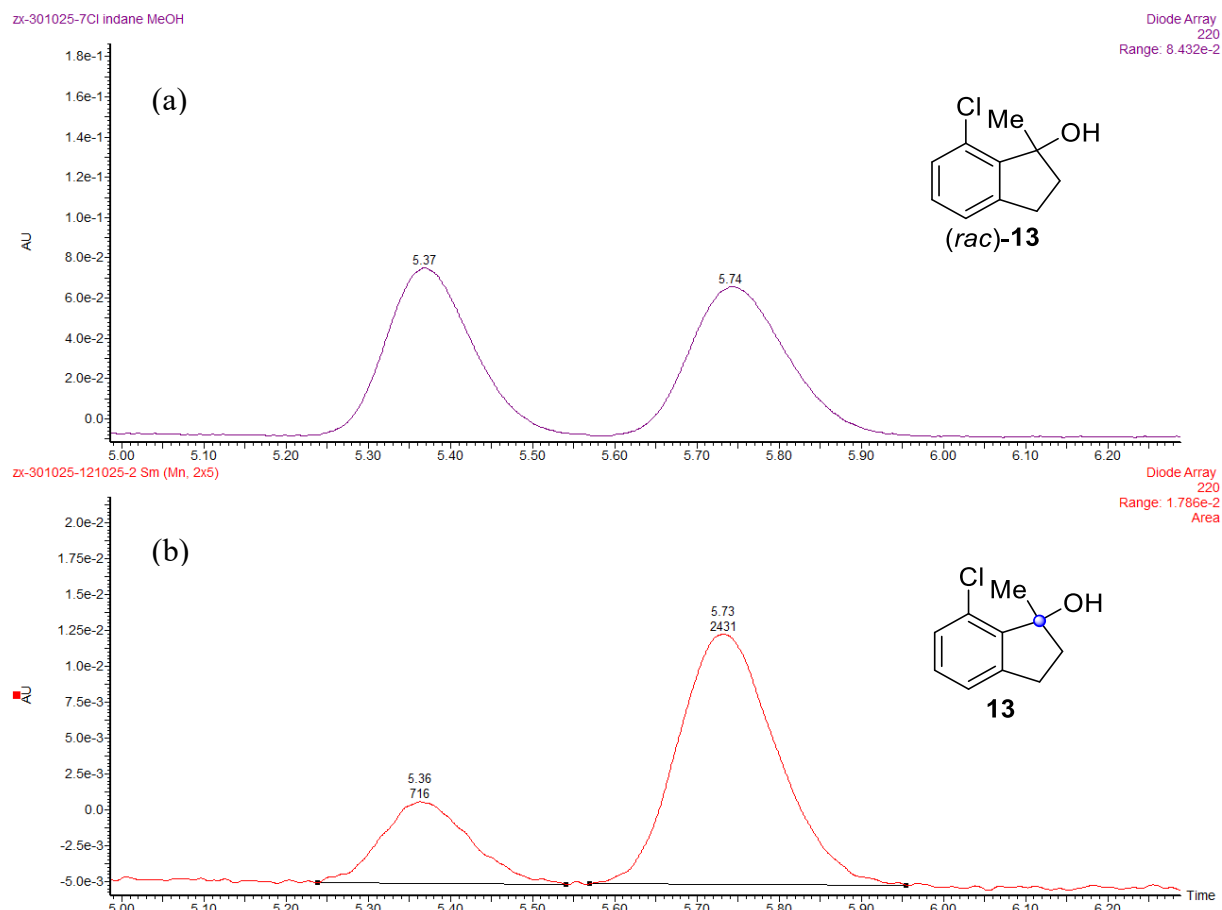 zx-301025-7Cl indane MeOH
Diode Array
220
Range: 8.432e-2
(a)
AU
1.8e-1
1.6e-1
1.4e-1
1.2e-1
1.0e-1
8.0e-2
6.0e-2
4.0e-2
2.0e-2
0.0
5.37
5.74
Cl
Me
OH
(rac)-13
5.00 5.10 5.20 5.30 5.40 5.50 5.60 5.70 5.80 5.90 6.00 6.10 6.20
zx-301025-121025-2 Sm (Mn, 2x5)
Diode Array
220
Range: 1.786e-2
Area
(b)
AU
2.0e-2
1.75e-2
1.5e-2
1.25e-2
1.0e-2
7.5e-3
5.0e-3
2.5e-3
0.0
-2.5e-3
-5.0e-3
5.36
716
5.73
2431
Cl
Me
OH
13
Time
5.00 5.10 5.20 5.30 5.40 5.50 5.60 5.70 5.80 5.90 6.00 6.10 6.20